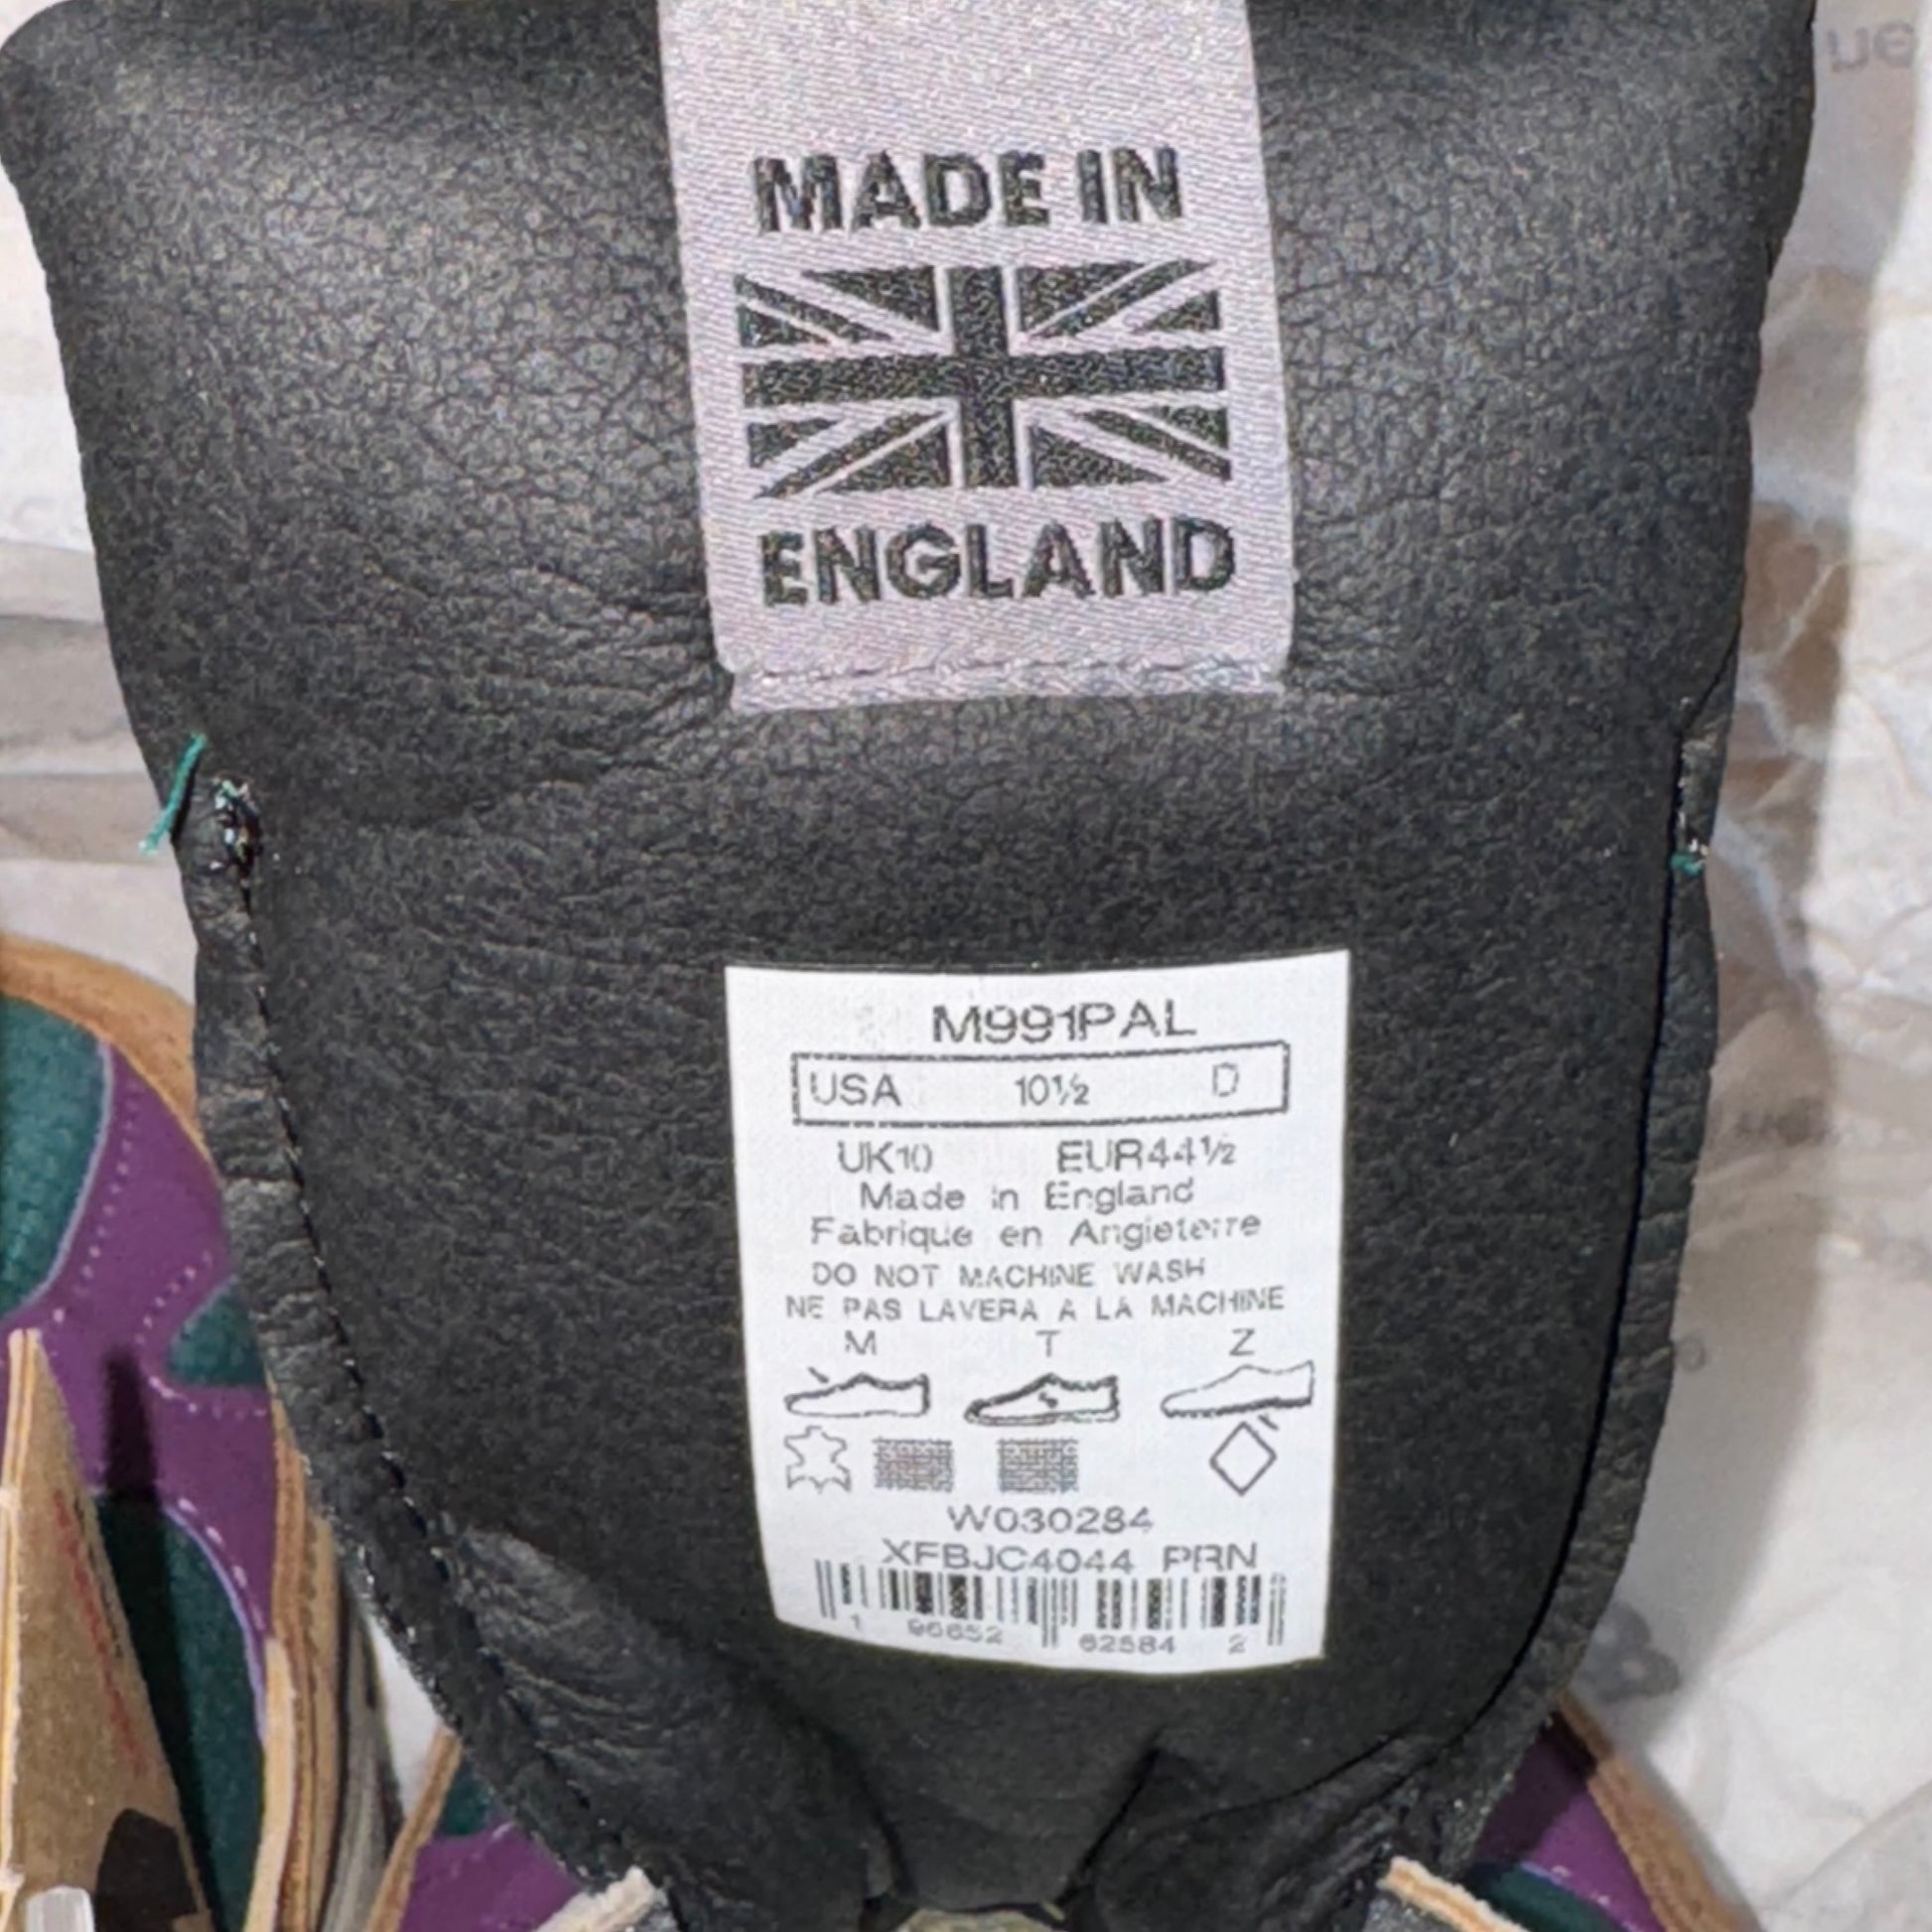 MADE IN
ENGLAND
M991PAL
USA 10½ D
UK10 EUR44½
Made in England
Fabrique en Angleterre
DO NOT MACHINE WASH
NE PAS LAVERA A LA MACHINE
M T Z
W030284
XFBJC4044 PRN
1 96652 62584 2